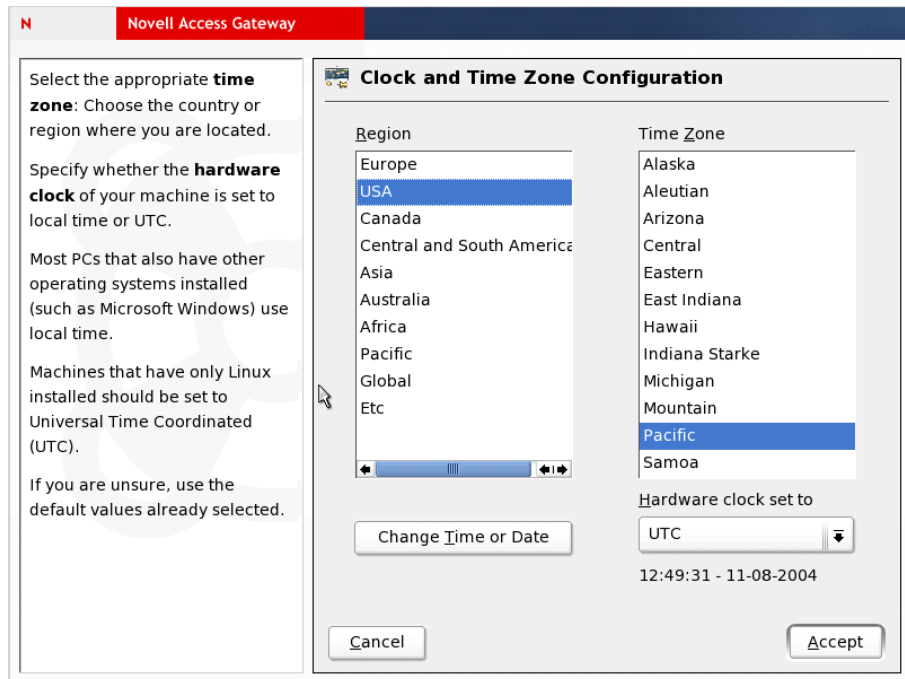 N
Novell Access Gateway
Select the appropriate time
zone: Choose the country or
region where you are located.
Specify whether the hardware
clock of your machine is set to
local time or UTC.
Most PCs that also have other
operating systems installed
(such as Microsoft Windows) use
local time.
Machines that have only Linux
installed should be set to
Universal Time Coordinated
(UTC).
If you are unsure, use the
default values already selected.
Clock and Time Zone Configuration
Region
Europe
USA
Canada
Central and South America
Asia
Australia
Africa
Pacific
Global
Etc
Change Time or Date
Time Zone
Alaska
Aleutian
Arizona
Central
Eastern
East Indiana
Hawaii
Indiana Starke
Michigan
Mountain
Pacific
Samoa
Hardware clock set to
UTC
12:49:31 - 11-08-2004
Cancel
Accept